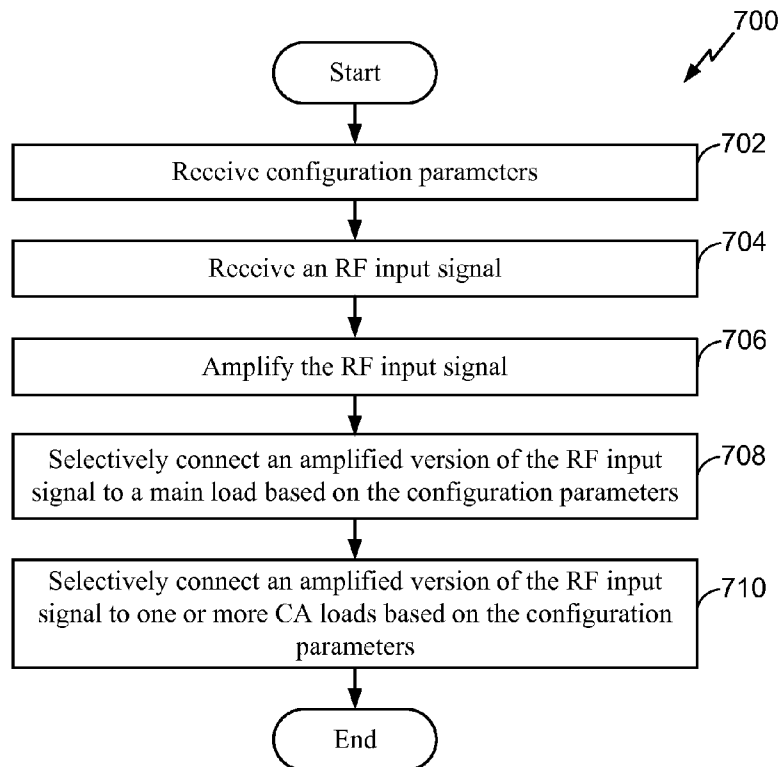 700
Start
702
Receive configuration parameters
704
Receive an RF input signal
706
Amplify the RF input signal
708
Selectively connect an amplified version of the RF input
signal to a main load based on the configuration parameters
710
Selectively connect an amplified version of the RF input
signal to one or more CA loads based on the configuration
parameters
End